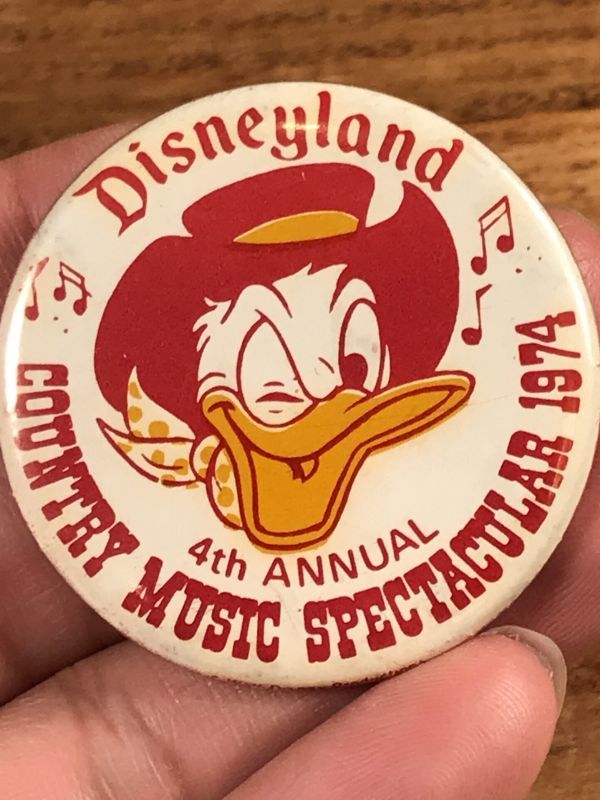 Disneyland
4th ANNUAL
COUNTRY MUSIC SPECTACULAR 1974